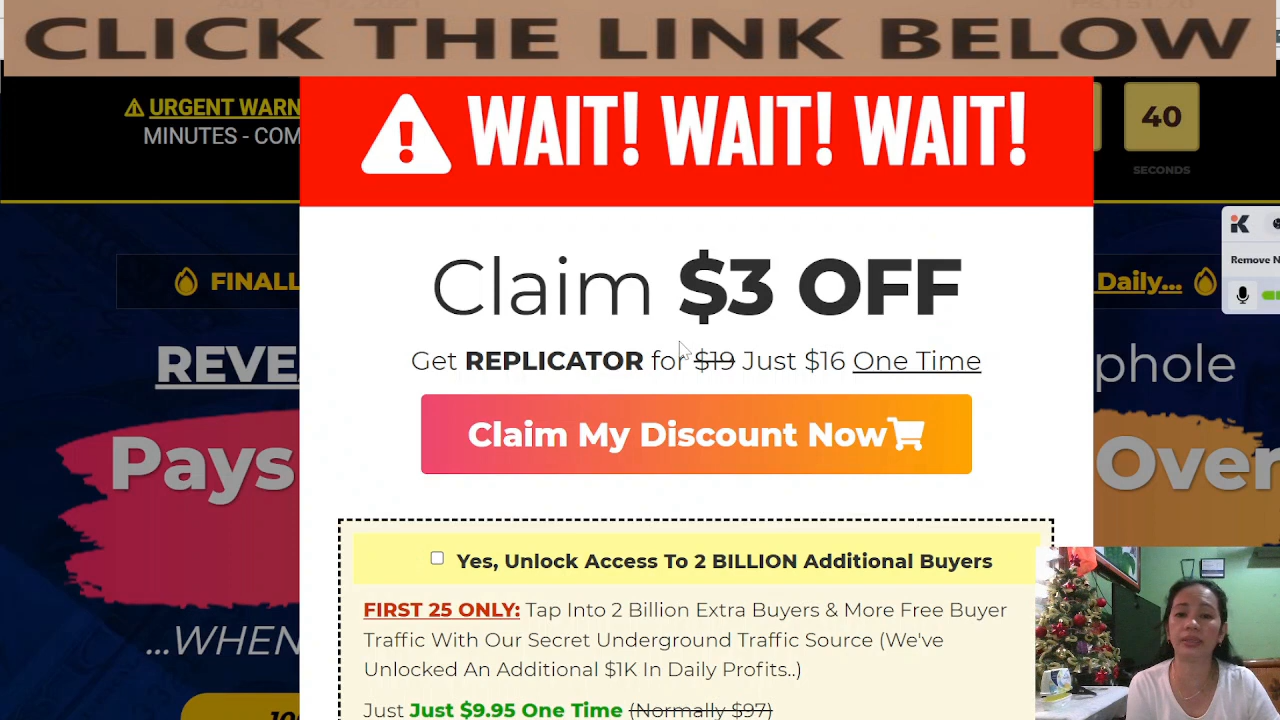 CLICK THE LINK BELOW
⚠ URGENT WARN
MINUTES - COM
WAIT! WAIT! WAIT!
40
SECONDS
Claim $3 OFF
Remove N
FINALL
Daily...
Get REPLICATOR for $19 Just $16 One Time
REVE
phole
Claim My Discount Now
Pays
Over
Yes, Unlock Access To 2 BILLION Additional Buyers
FIRST 25 ONLY: Tap Into 2 Billion Extra Buyers & More Free Buyer
Traffic With Our Secret Underground Traffic Source (We've
...WHEN
Unlocked An Additional $1K In Daily Profits..)
Just Just $9.95 One Time (Normally $97)